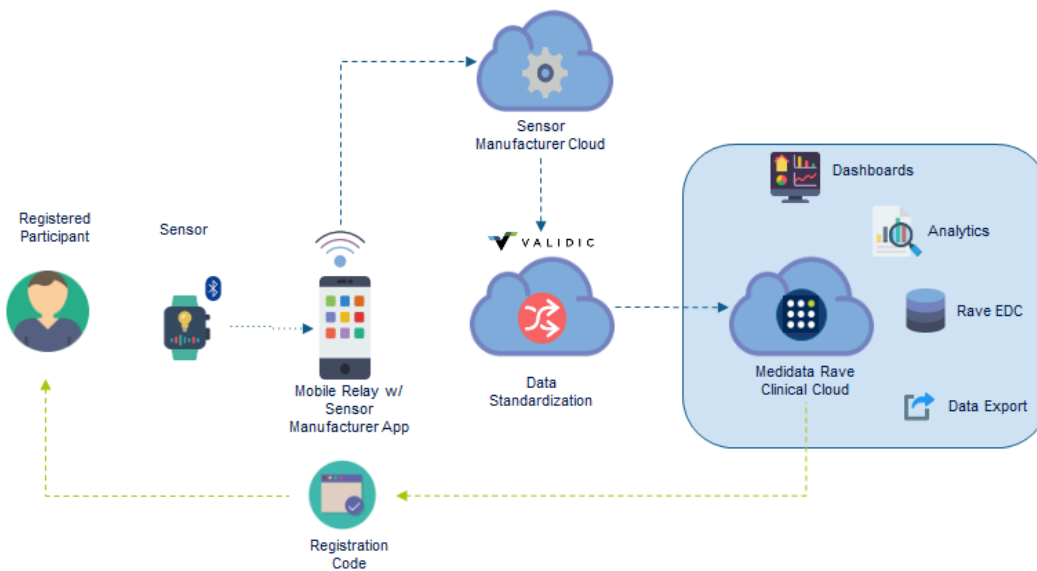 Sensor
Manufacturer Cloud
Dashboards
Analytics
Rave EDC
Data Export
Registered
Participant
Sensor
VALIDIC
Mobile Relay w/
Sensor
Manufacturer App
Data
Standardization
Medidata Rave
Clinical Cloud
Registration
Code